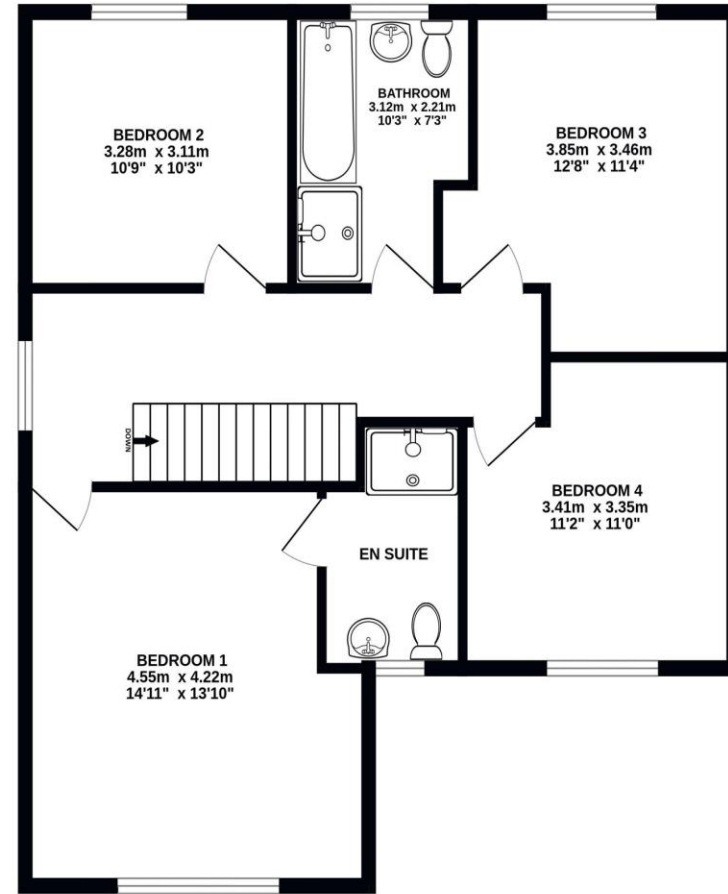 BATHROOM
3.12m x 2.21m
10'3" x 7'3"
BEDROOM 2
3.28m x 3.11m
10'9" x 10'3"
BEDROOM 3
3.85m x 3.46m
12'8" x 11'4"
DOWN
BEDROOM 4
3.41m x 3.35m
11'2" x 11'0"
EN SUITE
BEDROOM 1
4.55m x 4.22m
14'11" x 13'10"